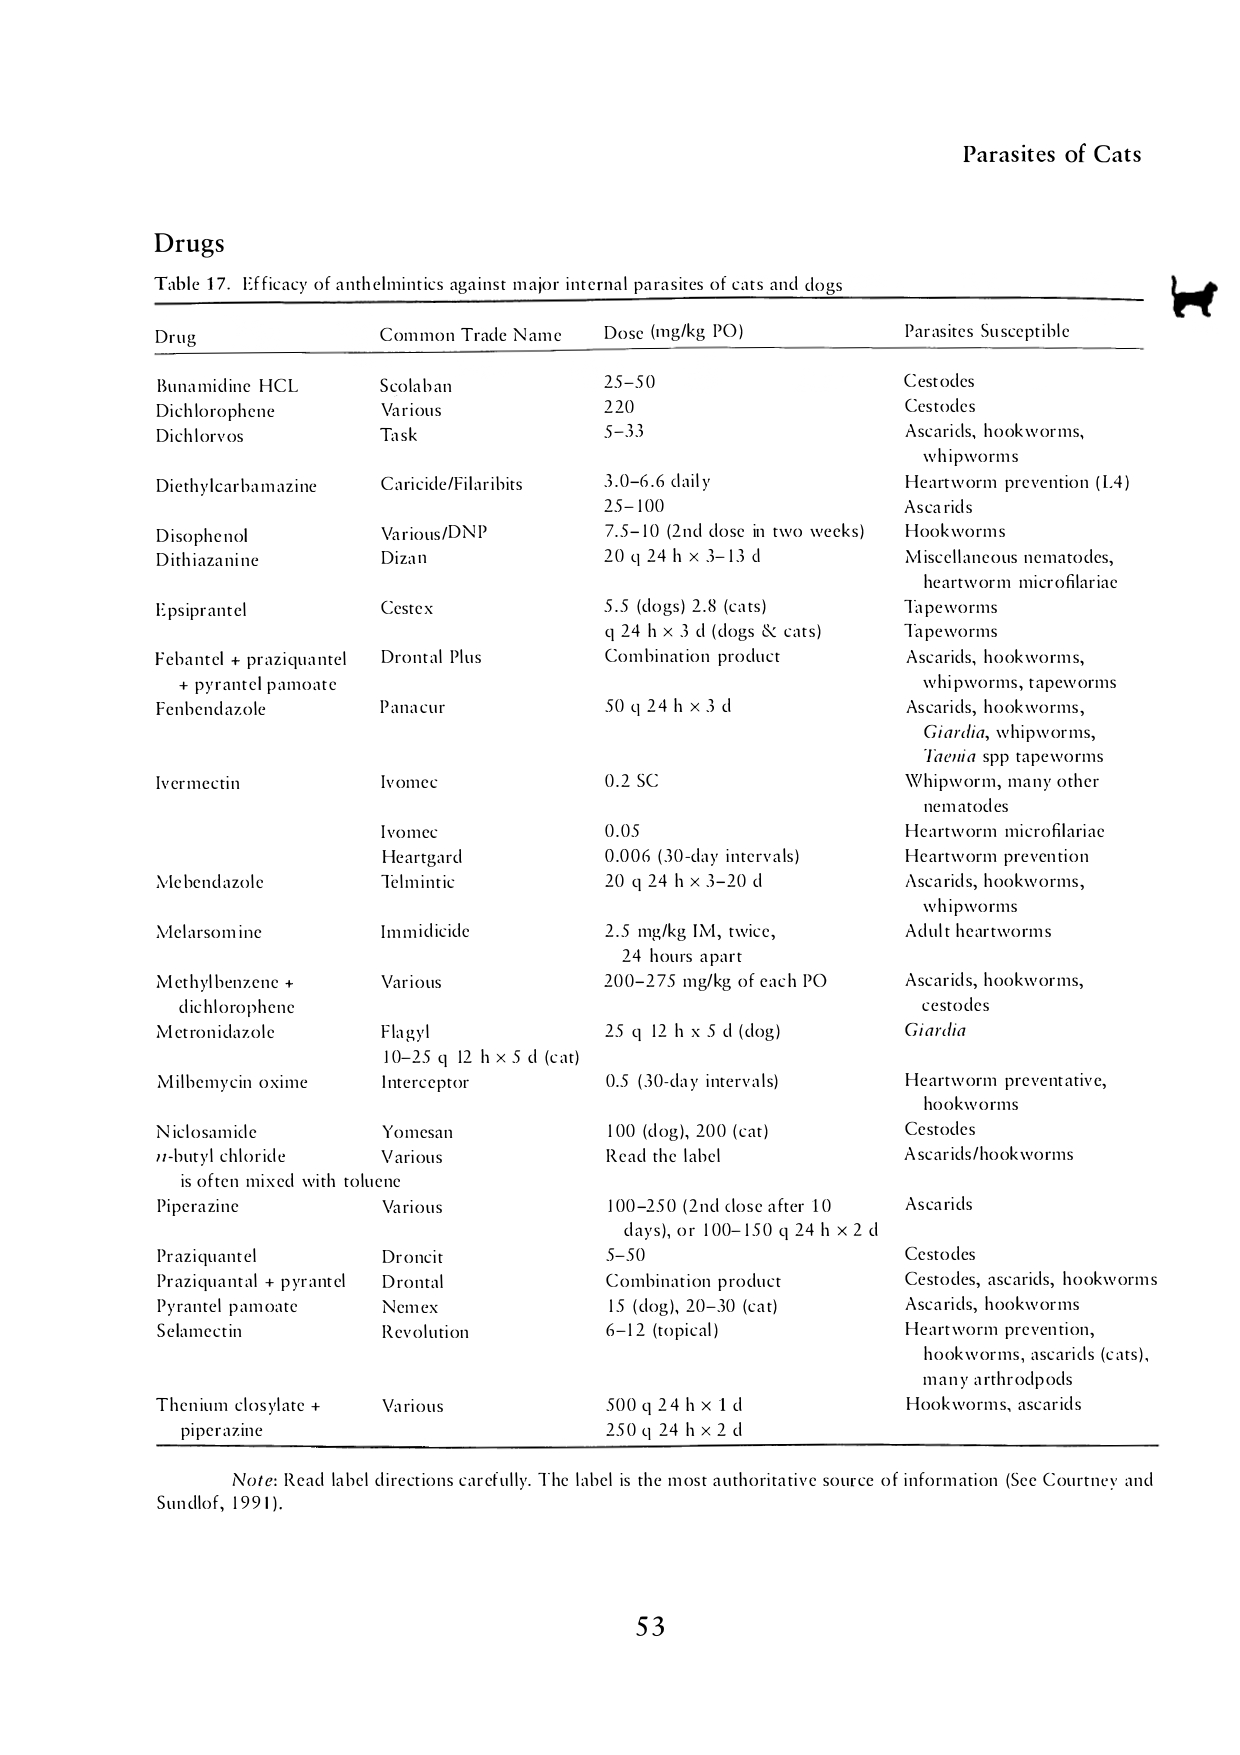 Parasites of Cats
Drugs
Table 17. Efficacy of anthelmintics against major internal parasites of cats and dogs
Drug Common Trade Name Dose (mg/kg PO) Parasites Susceptible
Bunamidine HCL Scolaban 25–50 Cestodes
Dichlorophene Various 220 Cestodes
Dichlorvos Task 5–33 Ascarids, hookworms,
whipworms
Diethylcarbamazine Caricide/Filaribits 3.0–6.6 daily Heartworm prevention (L4)
25–100 Ascarids
Disophenol Various/DNP 7.5–10 (2nd dose in two weeks) Hookworms
Dithiazanine Dizan 20 q 24 h × 3–13 d Miscellaneous nematodes,
heartworm microfilariae
Epsiprantel Cestex 5.5 (dogs) 2.8 (cats) Tapeworms
q 24 h × 3 d (dogs & cats) Tapeworms
Febantel + praziquantel Drontal Plus Combination product Ascarids, hookworms,
+ pyrantel pamoate whipworms, tapeworms
Fenbendazole Panacur 50 q 24 h × 3 d Ascarids, hookworms,
Giardia, whipworms,
Taenia spp tapeworms
Ivermectin Ivomec 0.2 SC Whipworm, many other
nematodes
Ivomec 0.05 Heartworm microfilariae
Heartgard 0.006 (30-day intervals) Heartworm prevention
Mebendazole Telmintic 20 q 24 h × 3–20 d Ascarids, hookworms,
whipworms
Melarsomine Immidicide 2.5 mg/kg IM, twice, Adult heartworms
24 hours apart
Methylbenzene + Various 200–275 mg/kg of each PO Ascarids, hookworms,
dichlorophene cestodes
Metronidazole Flagyl 25 q 12 h x 5 d (dog) Giardia
10–25 q 12 h × 5 d (cat)
Milbemycin oxime Interceptor 0.5 (30-day intervals) Heartworm preventative,
hookworms
Niclosamide Yomesan 100 (dog), 200 (cat) Cestodes
n-butyl chloride Various Read the label Ascarids/hookworms
is often mixed with toluene
Piperazine Various 100–250 (2nd dose after 10 Ascarids
days), or 100–150 q 24 h × 2 d
Praziquantel Droncit 5–50 Cestodes
Praziquantal + pyrantel Drontal Combination product Cestodes, ascarids, hookworms
Pyrantel pamoate Nemex 15 (dog), 20–30 (cat) Ascarids, hookworms
Selamectin Revolution 6–12 (topical) Heartworm prevention,
hookworms, ascarids (cats),
many arthrodpods
Thenium closylate + Various 500 q 24 h × 1 d Hookworms, ascarids
piperazine 250 q 24 h × 2 d
Note: Read label directions carefully. The label is the most authoritative source of information (See Courtney and
Sundlof, 1991).
53